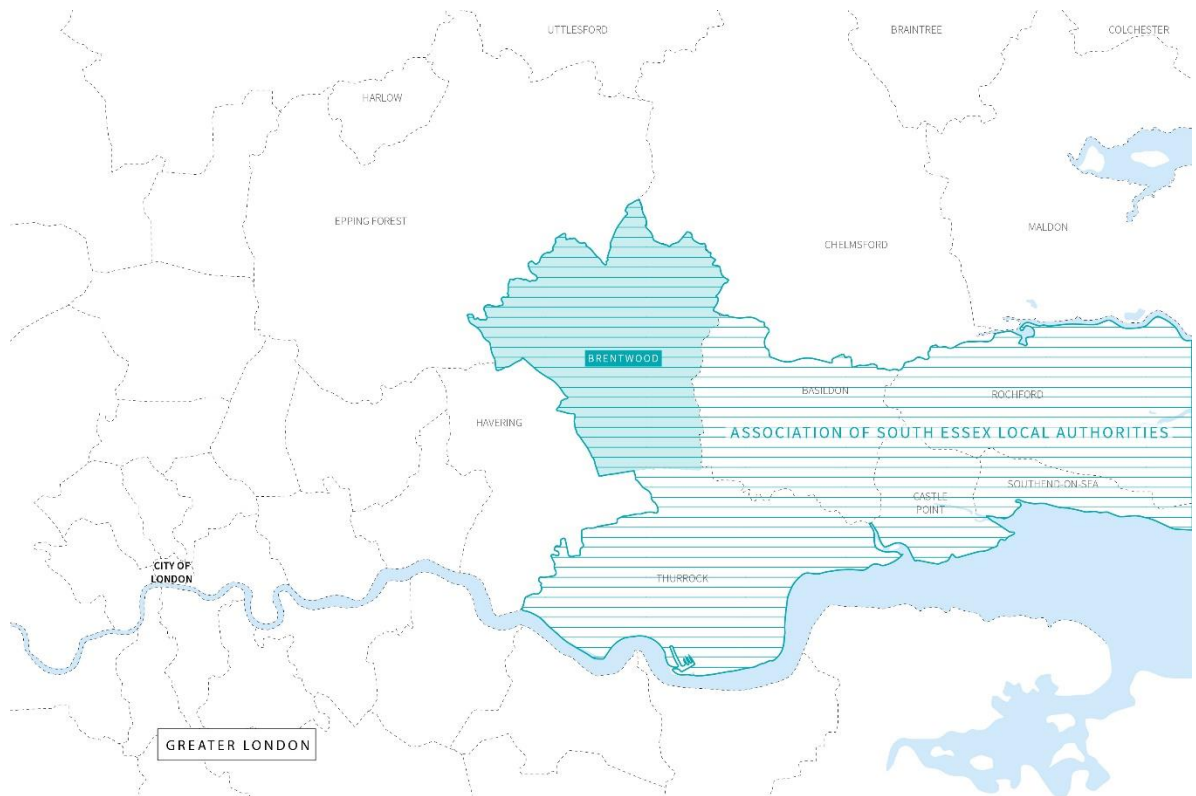 UTTLESFORD
BRAINTREE
COLCHESTER
HARLOW
EPPING FOREST
CHELMSFORD
MALDON
BRENTWOOD
BASILDON
ROCHFORD
HAVERING
ASSOCIATION OF SOUTH ESSEX LOCAL AUTHORITIES
SOUTHEND-ON-SEA
CASTLE
POINT
CITY OF
LONDON
THURROCK
GREATER LONDON